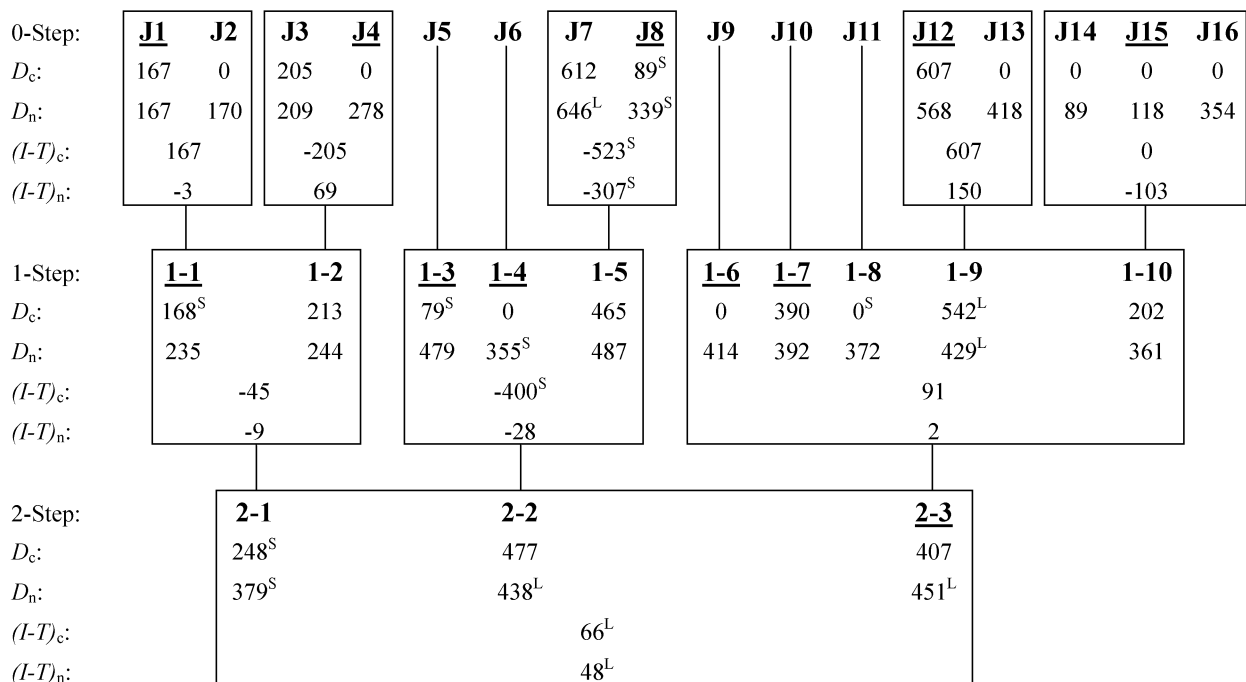 0-Step: J1 J2 J3 J4 J5 J6 J7 J8 J9 J10 J11 J12 J13 J14 J15 J16
Dc: 167 0 205 0 612 89S 607 0 0 0 0
Dn: 167 170 209 278 646L 339S 568 418 89 118 354
(I-T)c: 167 -205 -523S 607 0
(I-T)n: -3 69 -307S 150 -103
1-Step: 1-1 1-2 1-3 1-4 1-5 1-6 1-7 1-8 1-9 1-10
Dc: 168S 213 79S 0 465 0 390 0S 542L 202
Dn: 235 244 479 355S 487 414 392 372 429L 361
(I-T)c: -45 -400S 91
(I-T)n: -9 -28 2
2-Step: 2-1 2-2 2-3
Dc: 248S 477 407
Dn: 379S 438L 451L
(I-T)c: 66L
(I-T)n: 48L